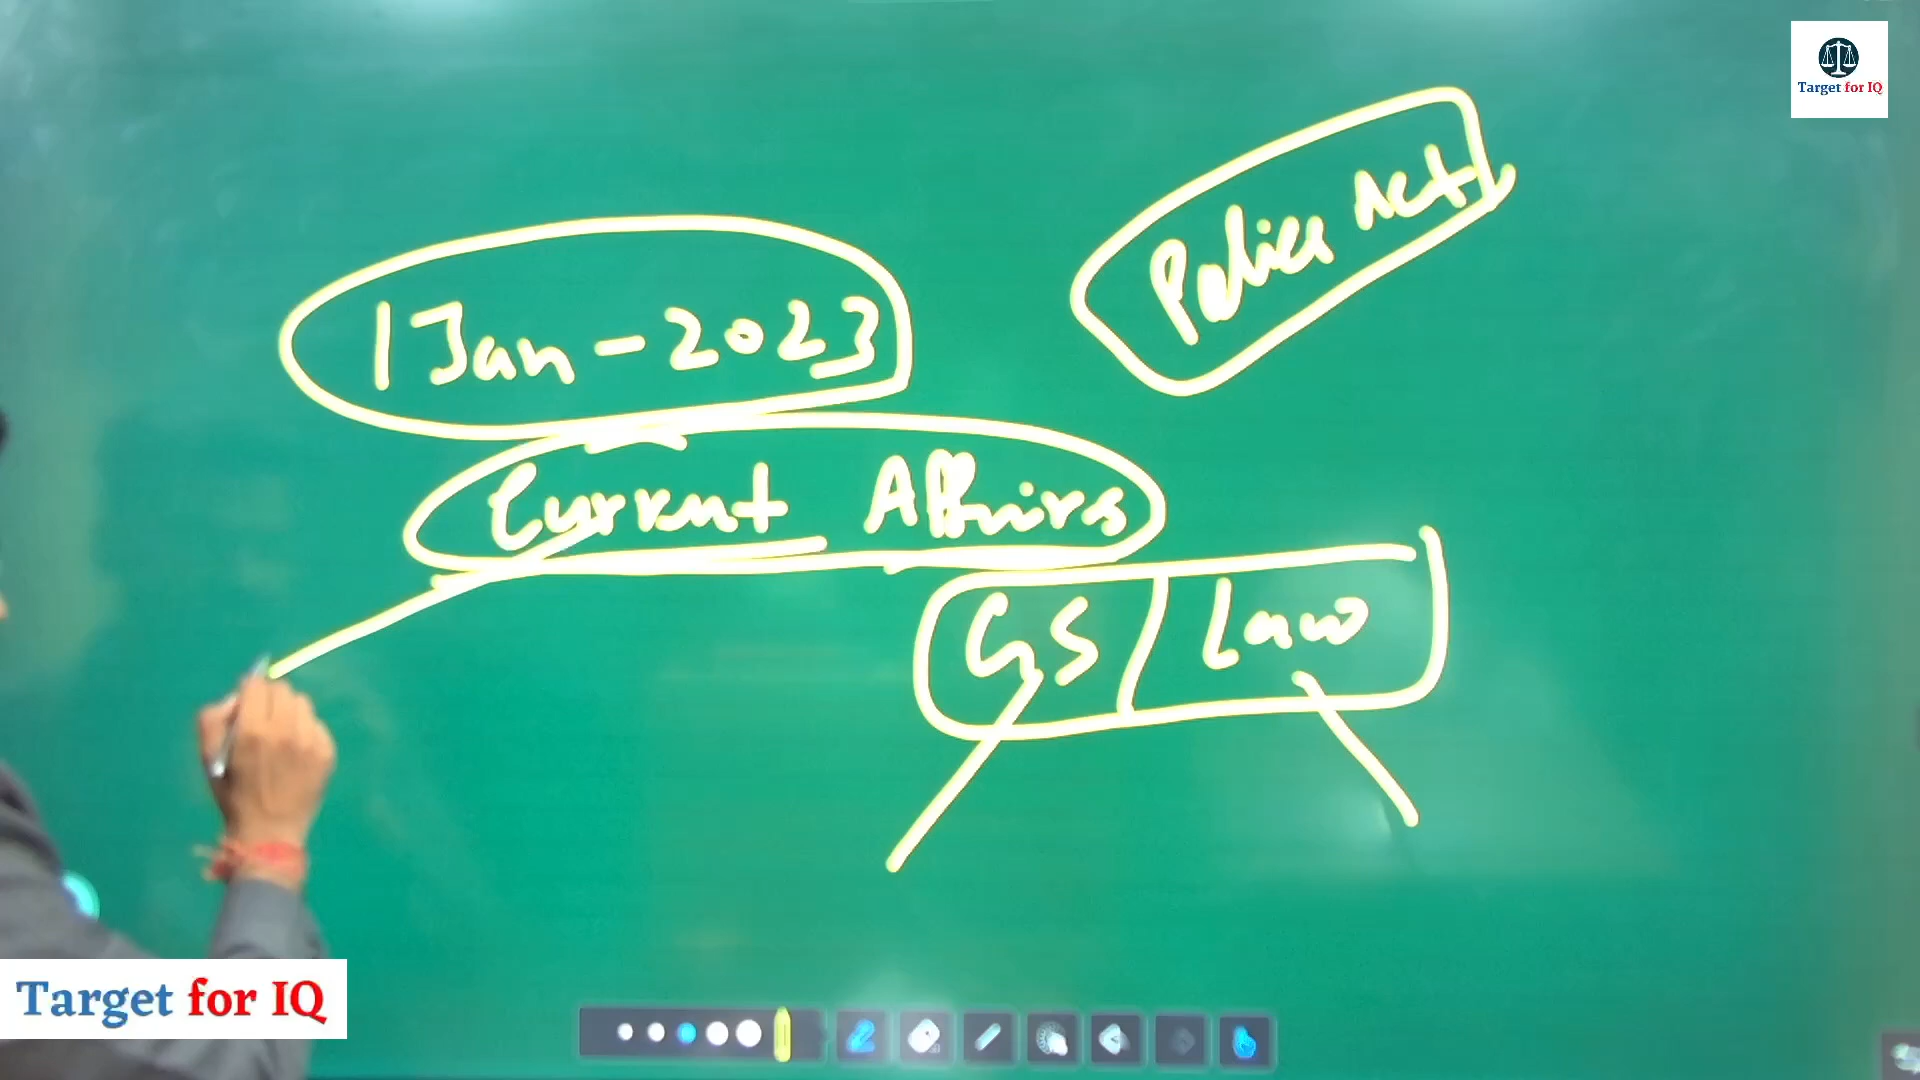 Target for IQ
Police Act
1 Jan - 2023
Current Affairs
GS Law
Target for IQ